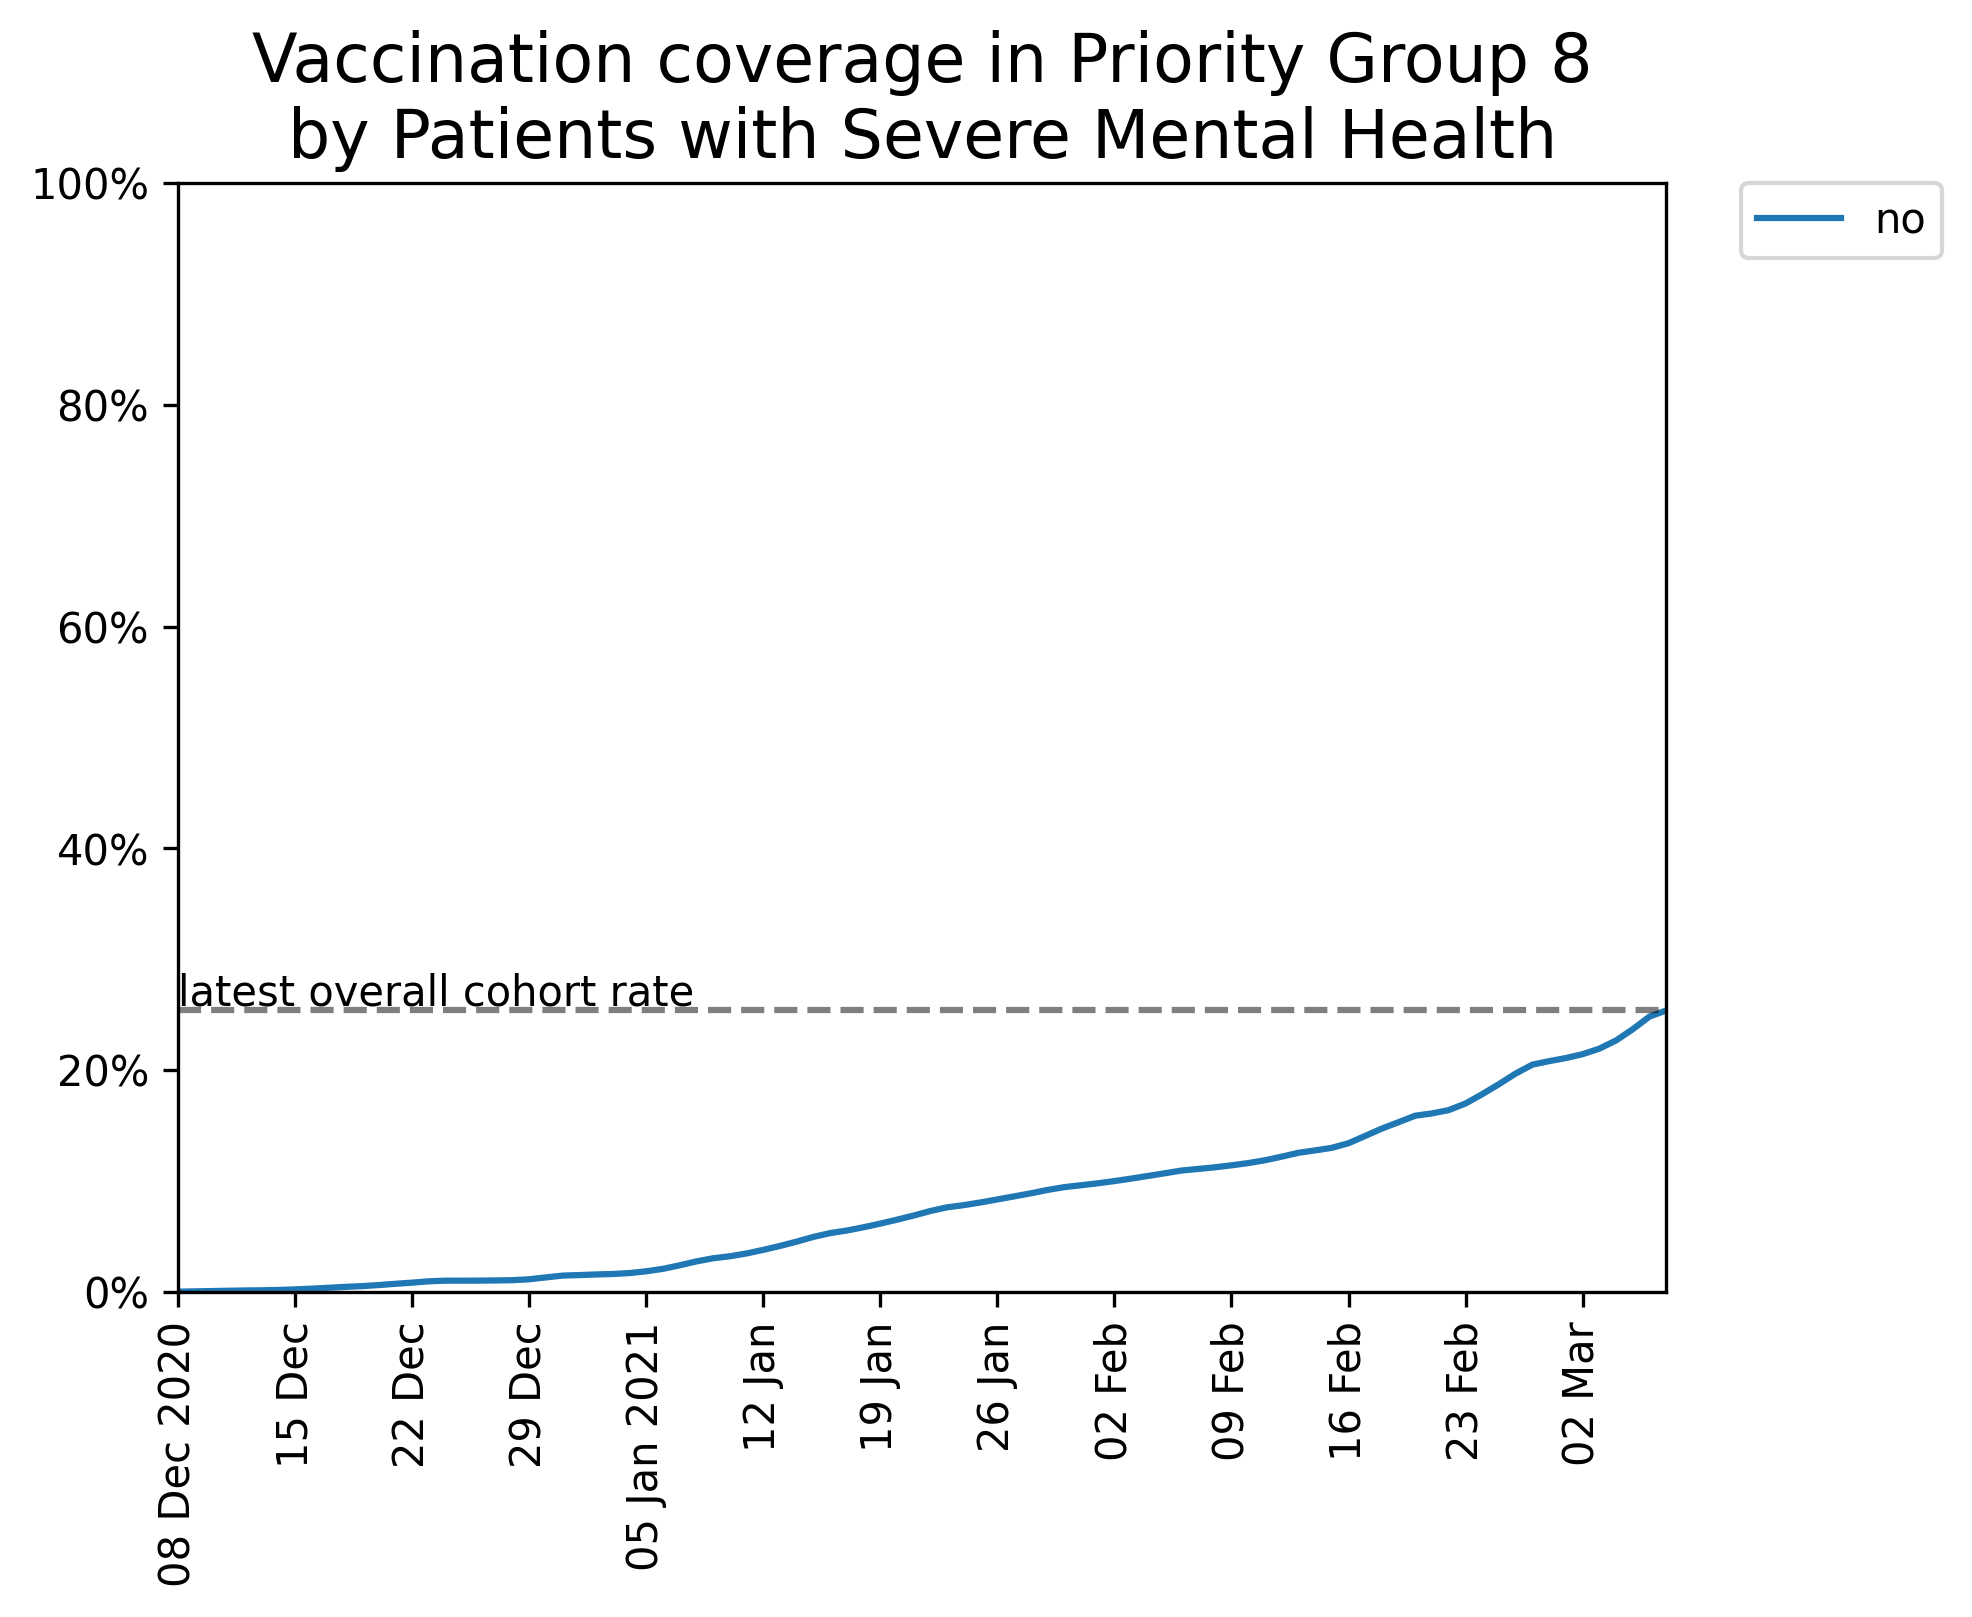 Vaccination coverage in Priority Group 8
by Patients with Severe Mental Health
100%
80%
60%
40%
20%
0%
latest overall cohort rate
no
08 Dec 2020
15 Dec
22 Dec
29 Dec
05 Jan 2021
12 Jan
19 Jan
26 Jan
02 Feb
09 Feb
16 Feb
23 Feb
02 Mar